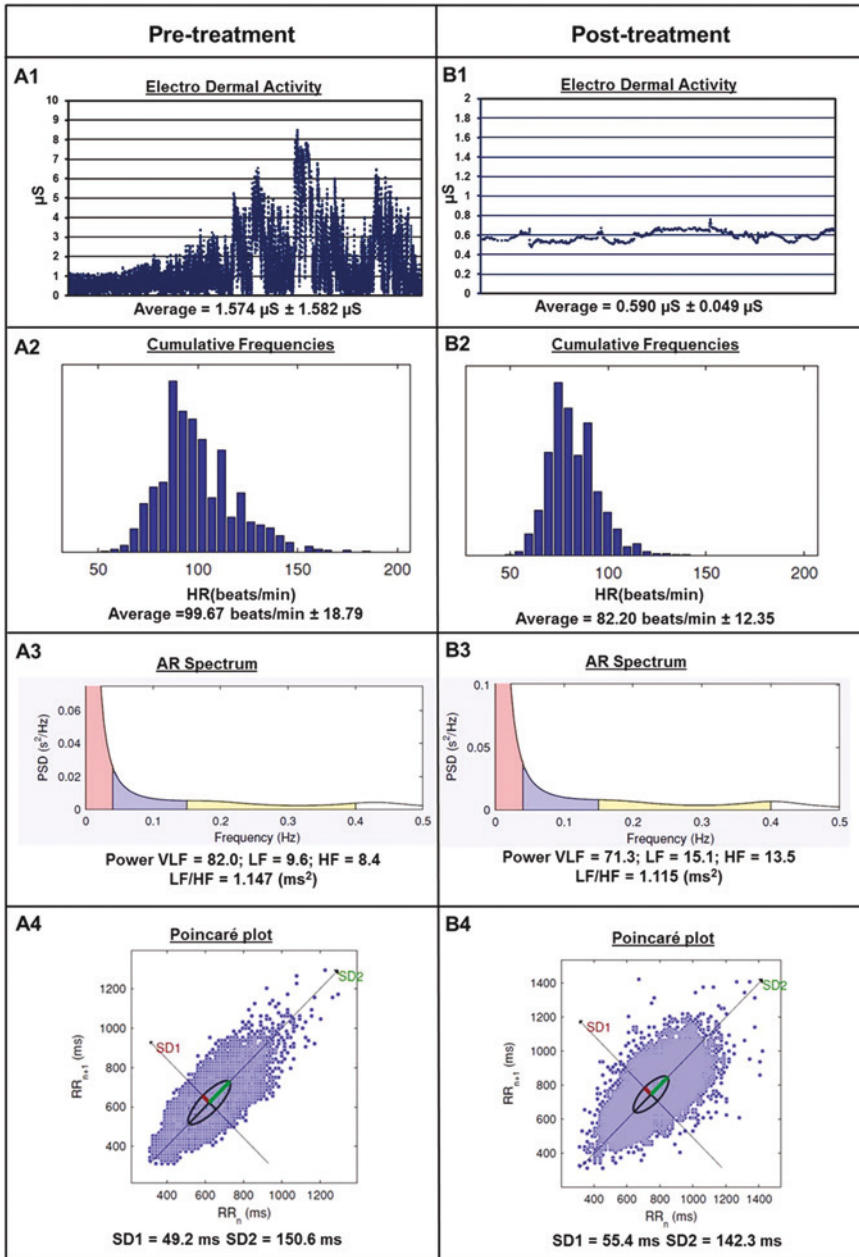 Pre-treatment
Post-treatment
A1
Electro Dermal Activity
10
9
8
7
6
5
4
3
2
1
0
µS
Average = 1.574 µS ± 1.582 µS
B1
Electro Dermal Activity
2
1.8
1.6
1.4
1.2
1
0.8
0.6
0.4
0.2
0
µS
Average = 0.590 µS ± 0.049 µS
A2
Cumulative Frequencies
50 100 150 200
HR(beats/min)
Average =99.67 beats/min ± 18.79
B2
Cumulative Frequencies
50 100 150 200
HR(beats/min)
Average = 82.20 beats/min ± 12.35
A3
AR Spectrum
0.06
0.04
0.02
0
PSD (s²/Hz)
0 0.1 0.2 0.3 0.4 0.5
Frequency (Hz)
Power VLF = 82.0; LF = 9.6; HF = 8.4
LF/HF = 1.147 (ms²)
B3
AR Spectrum
0.1
0.05
0
PSD (s²/Hz)
0 0.1 0.2 0.3 0.4 0.5
Frequency (Hz)
Power VLF = 71.3; LF = 15.1; HF = 13.5
LF/HF = 1.115 (ms²)
A4
Poincaré plot
SD2
SD1
1200
1000
800
600
400
RRn+1 (ms)
400 600 800 1000 1200
RRn (ms)
SD1 = 49.2 ms SD2 = 150.6 ms
B4
Poincaré plot
SD2
SD1
1400
1200
1000
800
600
400
RRn+1 (ms)
400 600 800 1000 1200 1400
RRn (ms)
SD1 = 55.4 ms SD2 = 142.3 ms